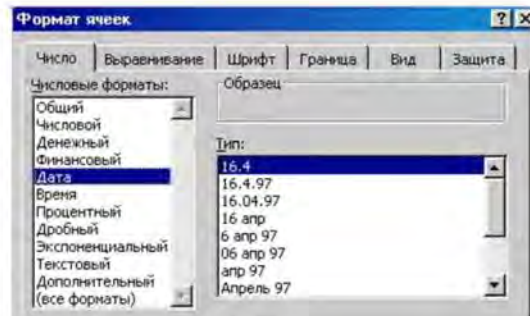 Формат ячеек
Число Выравнивание Шрифт Граница Вид Защита
Числовые форматы:
Общий
Числовой
Денежный
Финансовый
Дата
Время
Процентный
Дробный
Экспоненциальный
Текстовый
Дополнительный
(все форматы)
Образец
Тип:
16.4
16.4.97
16.04.97
16 апр
6 апр 97
06 апр 97
апр 97
Апрель 97